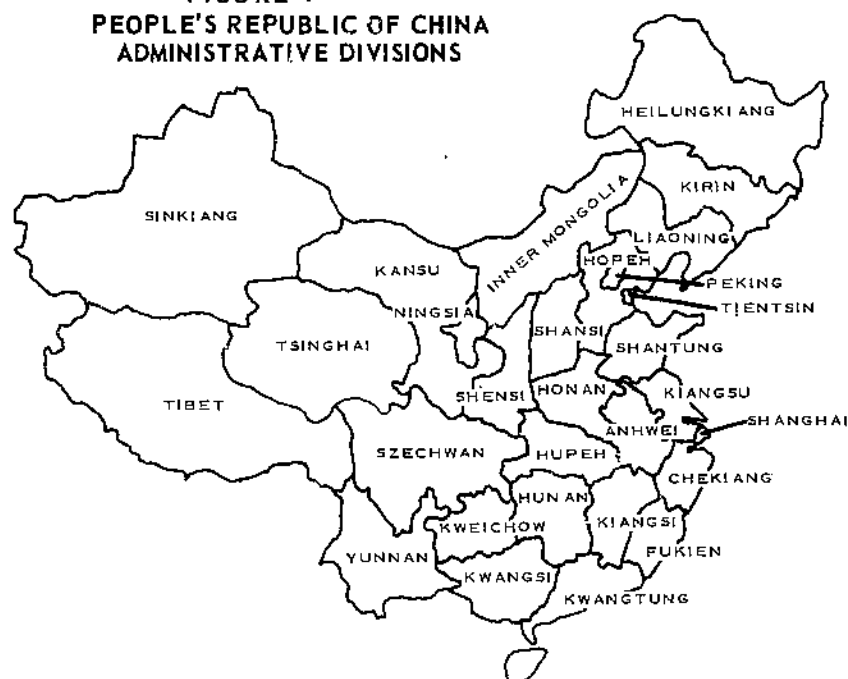 PEOPLE'S REPUBLIC OF CHINA
ADMINISTRATIVE DIVISIONS
HEILUNGKIANG
KIRIN
SINKIANG
INNER MONGOLIA
LIAONING
HOPEH
KANSU
PEKING
NINGSIA
TIENTSIN
TSINGHAI
SHANSI
SHANTUNG
SHENSI
HONAN
KIANGSU
TIBET
SHANGHAI
ANHWEI
SZECHWAN
HUPEH
CHEKIANG
HUNAN
KWEICHOW
KIANGSI
YUNNAN
FUKIEN
KWANGSI
KWANGTUNG